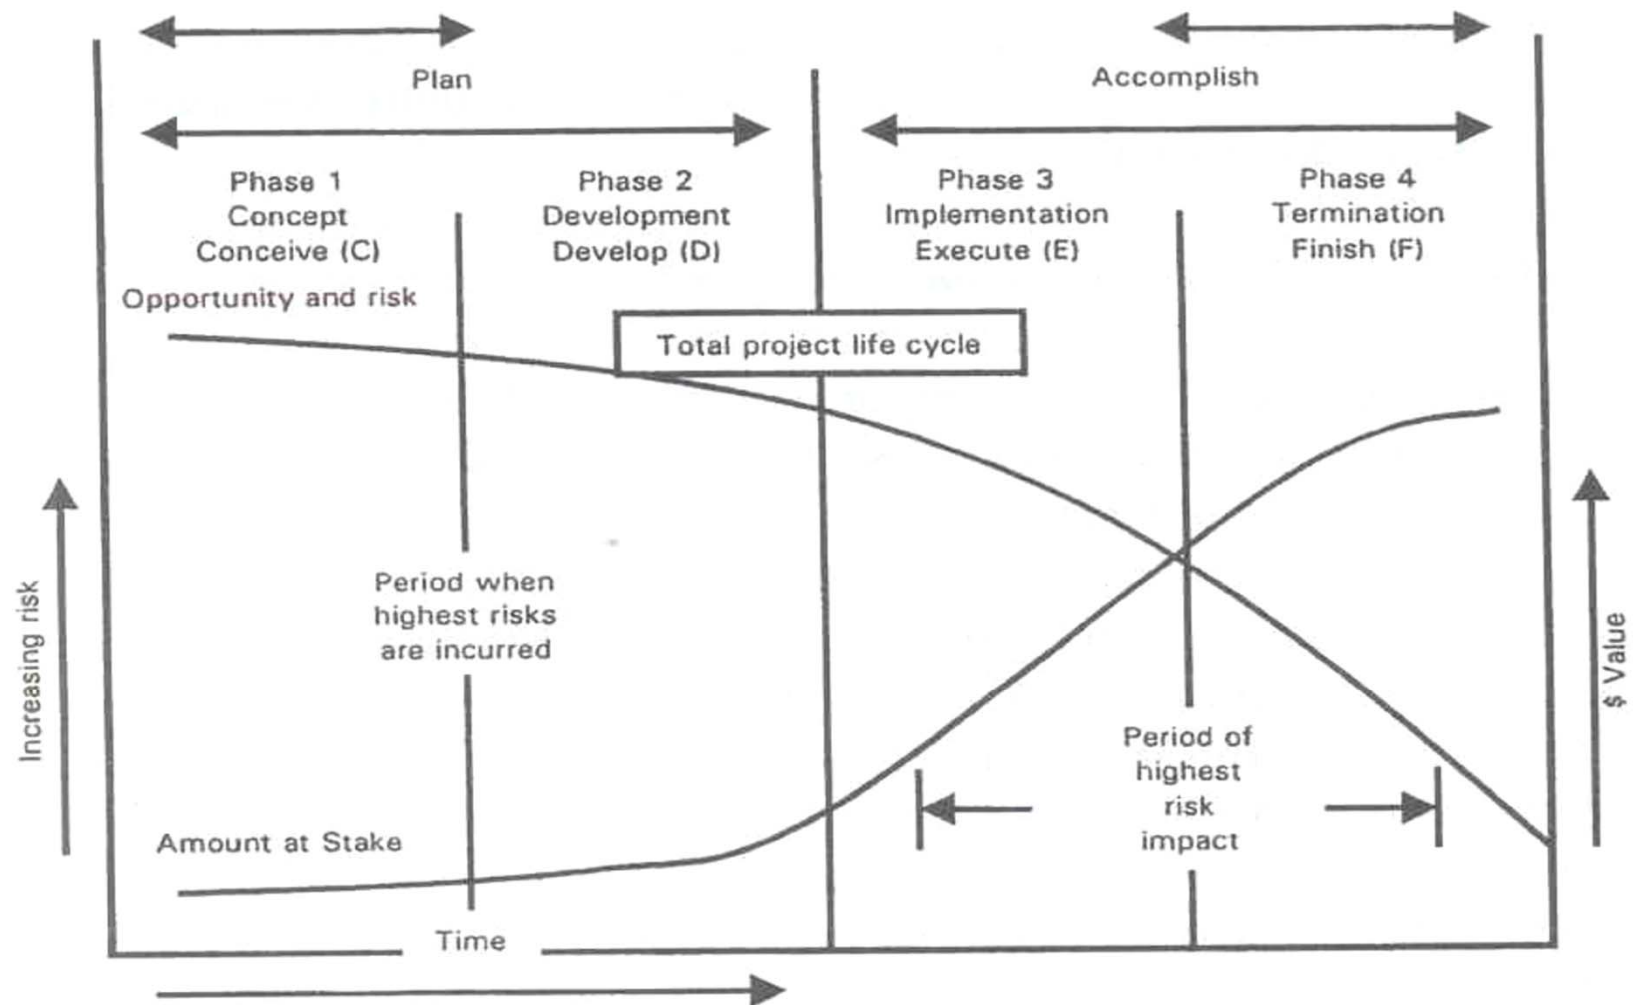 Plan
Accomplish
Phase 1
Concept
Conceive (C)
Phase 2
Development
Develop (D)
Phase 3
Implementation
Execute (E)
Phase 4
Termination
Finish (F)
Opportunity and risk
Total project life cycle
Increasing risk
Period when
highest risks
are incurred
$ Value
Period of
highest
risk
impact
Amount at Stake
Time